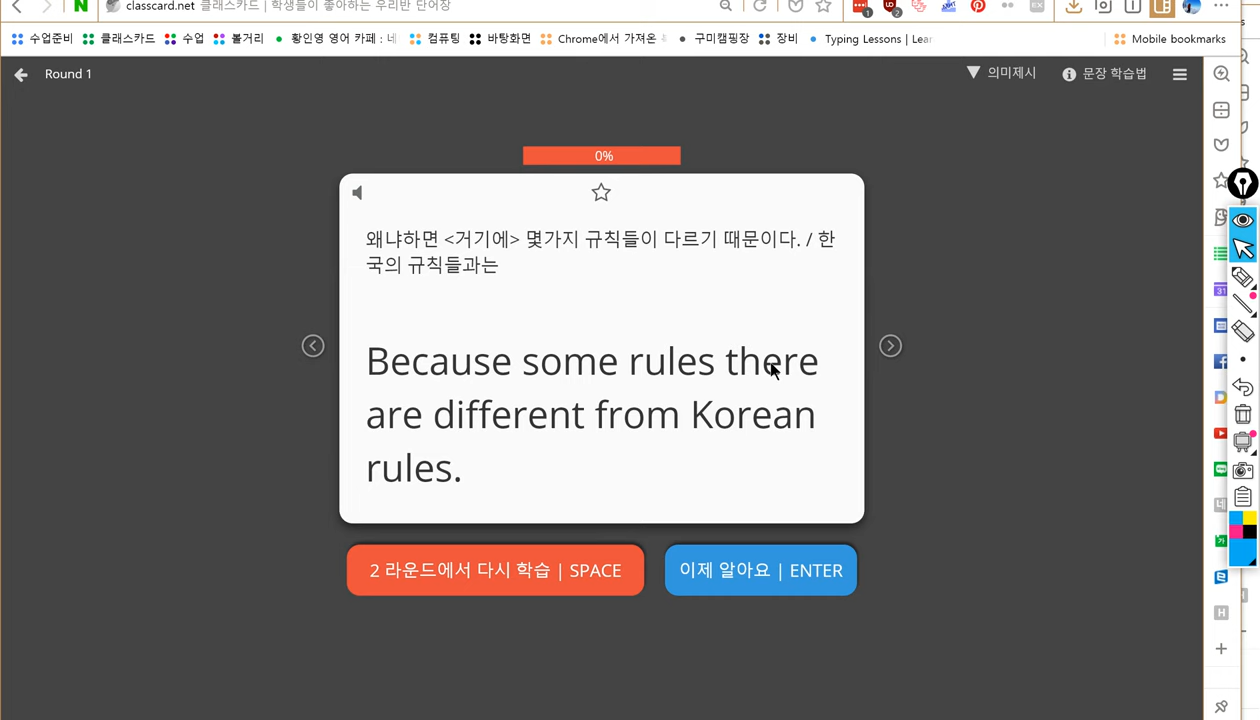 classcard.net 클래스카드 | 학생들이 좋아하는 우리반 단어장
수업준비 클래스카드 수업 볼거리 황인영 영어 카페 : 네 컴퓨팅 바탕화면 Chrome에서 가져온 구미캠핑장 장비 Typing Lessons | Lear Mobile bookmarks
Round 1 ▼ 의미제시 문장 학습법
0%
왜냐하면 <거기에> 몇가지 규칙들이 다르기 때문이다. / 한
국의 규칙들과는
Because some rules there
are different from Korean
rules.
2 라운드에서 다시 학습 | SPACE 이제 알아요 | ENTER